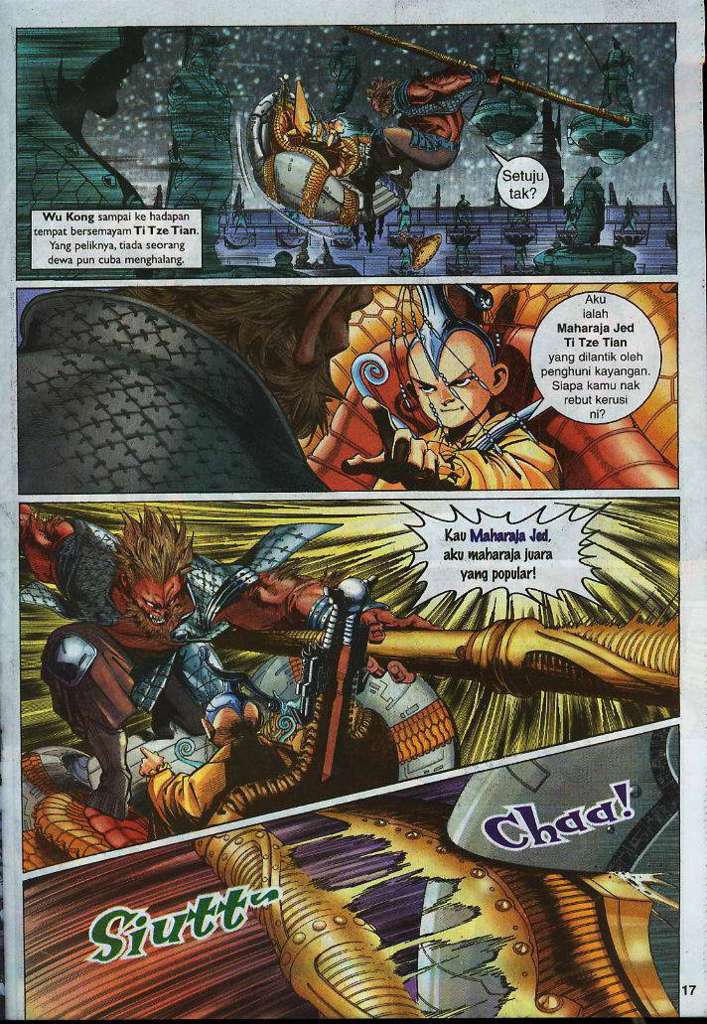 Setuju
tak?
Wu Kong sampai ke hadapan
tempat bersemayam Ti Tze Tian.
Yang peliknya, tiada seorang
dewa pun cuba menghalang.
Aku
ialah
Maharaja Jed
Ti Tze Tian
yang dilantik oleh
penghuni kayangan.
Siapa kamu nak
rebut kerusi
ni?
Kau Maharaja Jed,
aku maharaja juara
yang popular!
Chaa!
Siutt~
17